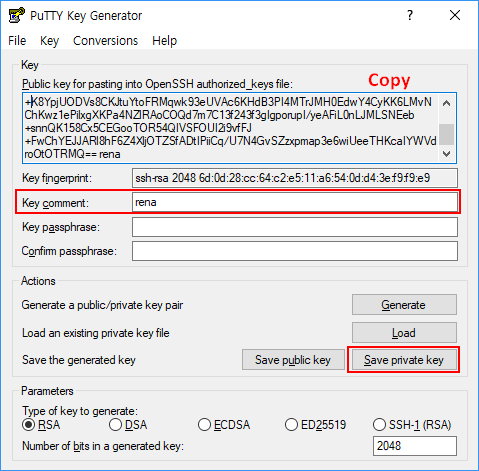 PuTTY Key Generator
File Key Conversions Help
Key
Public key for pasting into OpenSSH authorized_keys file:
Copy
+K8YpjUODVs8CKJtuYtoFRMqwk93eUVAc6KHdB3PI4MTrJMH0EdwY4CyKK6LMvN
ChKwz1ePilxgXKPa4NZlRAoCOQd7m7C13f243f3glgporupI/yeAFiL0nLJMLSNEeb
+snnQK158Cx5CEGooTOR54QIVSFOUI2i9vfFJ
+FwChYEJJARl8hF6Z4XljOTZSfADtIPiiCq/U7N4GvSZzxpmap3e6wiUeeTHKcaIYWVd
roOtOTRMQ== rena
Key fingerprint: ssh-rsa 2048 6d:0d:28:cc:64:c2:e5:11:a6:54:0d:d4:3e:f9:f9:e9
Key comment: rena
Key passphrase:
Confirm passphrase:
Actions
Generate a public/private key pair Generate
Load an existing private key file Load
Save the generated key Save public key Save private key
Parameters
Type of key to generate:
RSA DSA ECDSA ED25519 SSH-1 (RSA)
Number of bits in a generated key: 2048